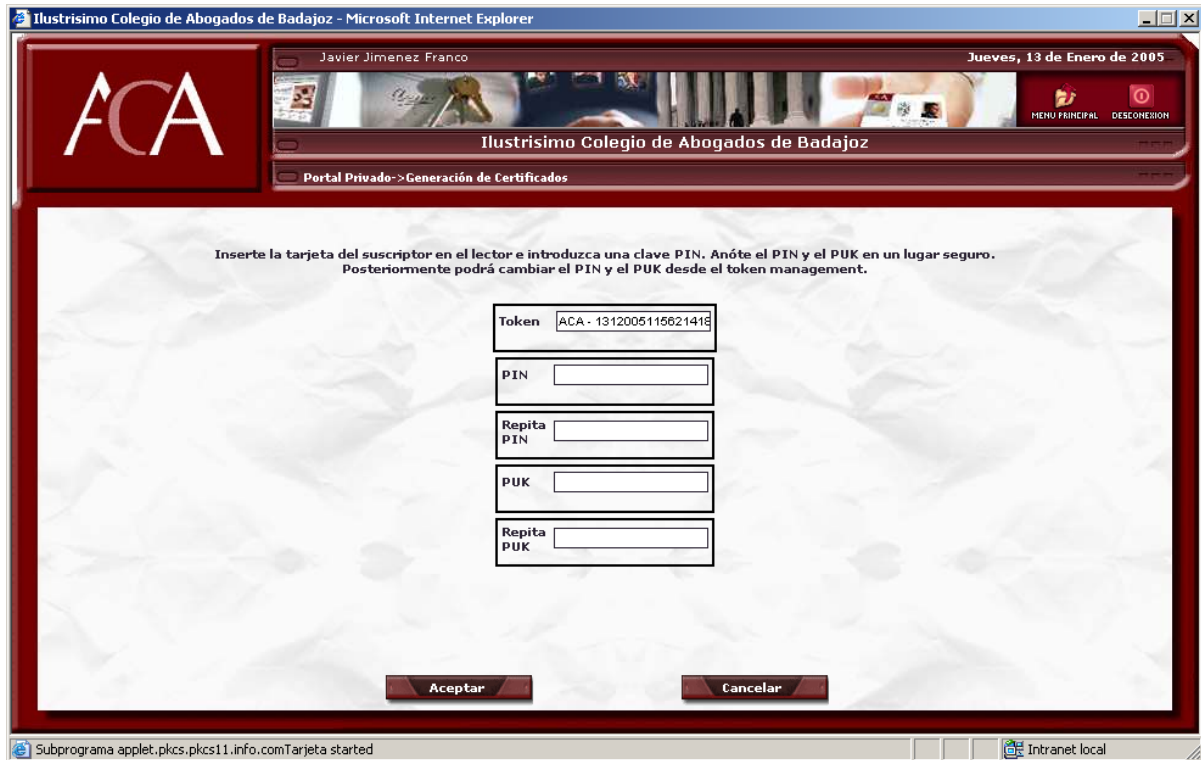 Ilustrisimo Colegio de Abogados de Badajoz - Microsoft Internet Explorer
ACA
Javier Jimenez Franco
Jueves, 13 de Enero de 2005
MENU PRINCIPAL
DESCONEXION
Ilustrisimo Colegio de Abogados de Badajoz
Portal Privado->Generación de Certificados
Inserte la tarjeta del suscriptor en el lector e introduzca una clave PIN. Anóte el PIN y el PUK en un lugar seguro.
Posteriormente podrá cambiar el PIN y el PUK desde el token management.
Token
ACA - 1312005115621418
PIN
Repita
PIN
PUK
Repita
PUK
Aceptar
Cancelar
Subprograma applet.pkcs.pkcs11.info.comTarjeta started
Intranet local